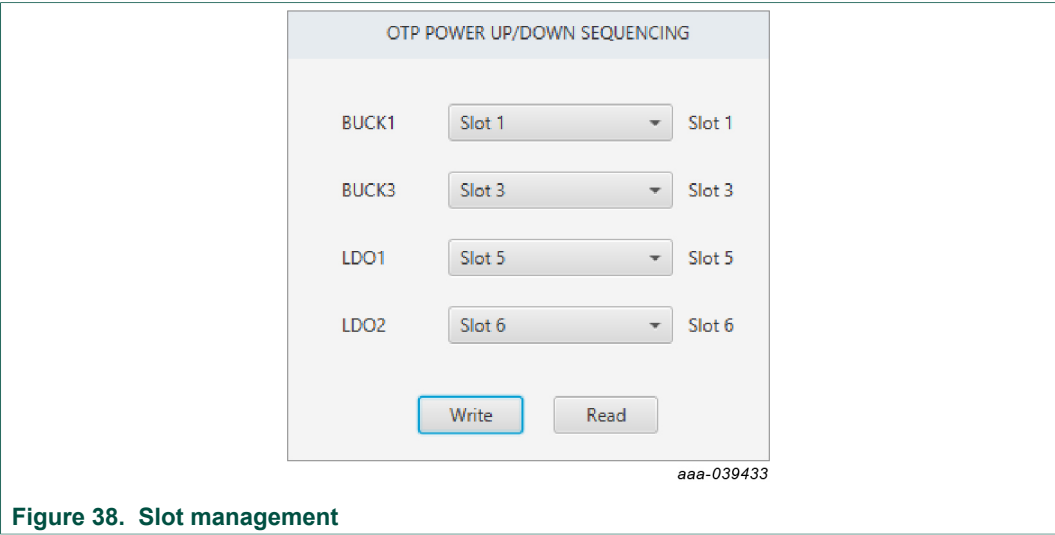 OTP POWER UP/DOWN SEQUENCING
BUCK1 Slot 1 Slot 1
BUCK3 Slot 3 Slot 3
LDO1 Slot 5 Slot 5
LDO2 Slot 6 Slot 6
Write Read
aaa-039433
Figure 38. Slot management